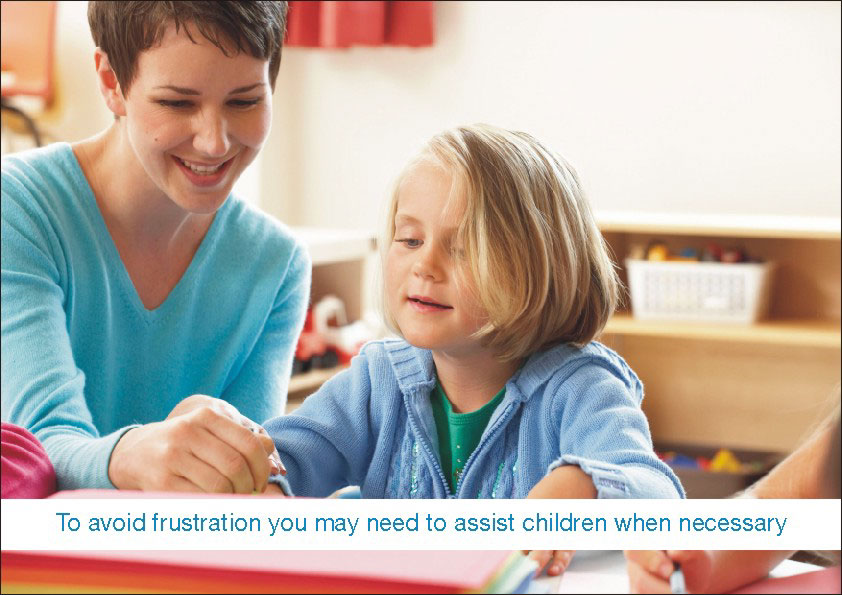 To avoid frustration you may need to assist children when necessary